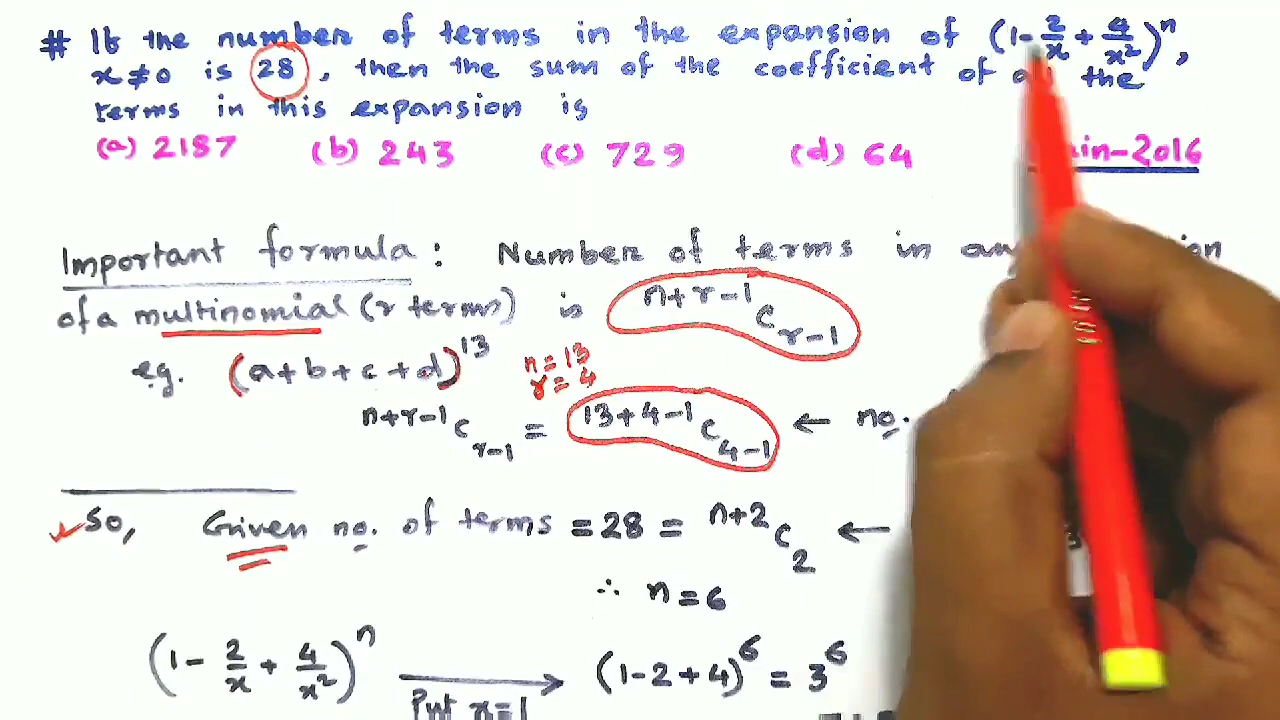 # If the number of terms in the expansion of (1 - 2/x + 4/x²)ⁿ,
x ≠ 0 is 28, then the sum of the coefficient of the
terms in this expansion is
(a) 2187 (b) 243 (c) 729 (d) 64 -2016
Important formula: Number of terms in
of a multinomial (r terms) is ⁿ⁺ʳ⁻¹Cᵣ₋₁
eg. (a+b+c+d)¹³ n=13
r=4
ⁿ⁺ʳ⁻¹Cᵣ₋₁ = ¹³⁺⁴⁻¹C₄₋₁ ← no.
✓ So, Given no. of terms = 28 = ⁿ⁺²C₂ ←
∴ n = 6
(1 - 2/x + 4/x²)ⁿ (1-2+4)⁶ = 3⁶
Put x=1